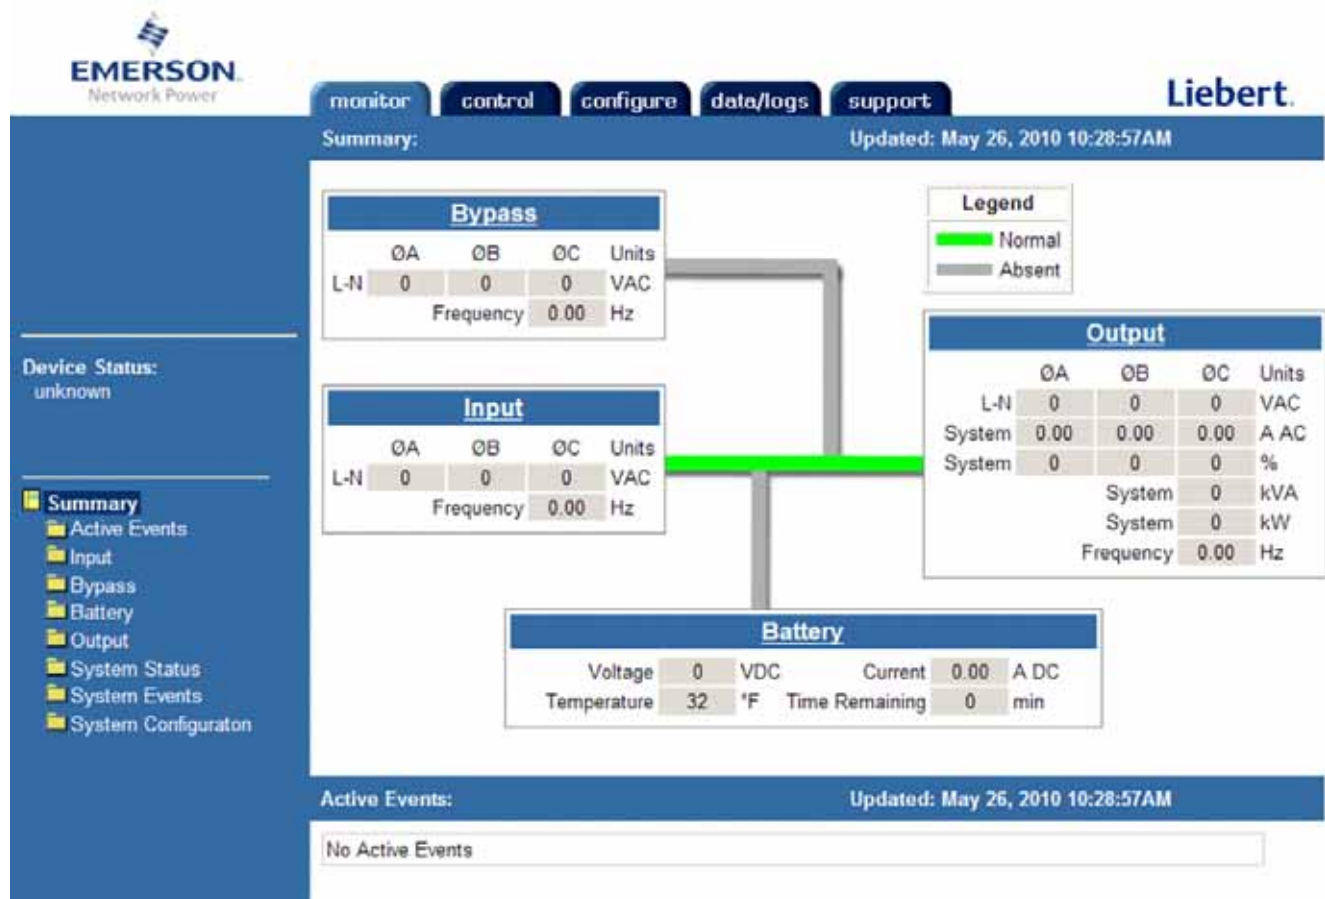 EMERSON.
Network Power
monitor control configure data/logs support
Liebert.
Summary: Updated: May 26, 2010 10:28:57AM
Device Status:
unknown
Summary
Active Events
Input
Bypass
Battery
Output
System Status
System Events
System Configuraton
Bypass
ØA ØB ØC Units
L-N 0 0 0 VAC
Frequency 0.00 Hz
Legend
Normal
Absent
Input
ØA ØB ØC Units
L-N 0 0 0 VAC
Frequency 0.00 Hz
Output
ØA ØB ØC Units
L-N 0 0 0 VAC
System 0.00 0.00 0.00 A AC
System 0 0 0 %
System 0 kVA
System 0 kW
Frequency 0.00 Hz
Battery
Voltage 0 VDC Current 0.00 A DC
Temperature 32 °F Time Remaining 0 min
Active Events: Updated: May 26, 2010 10:28:57AM
No Active Events